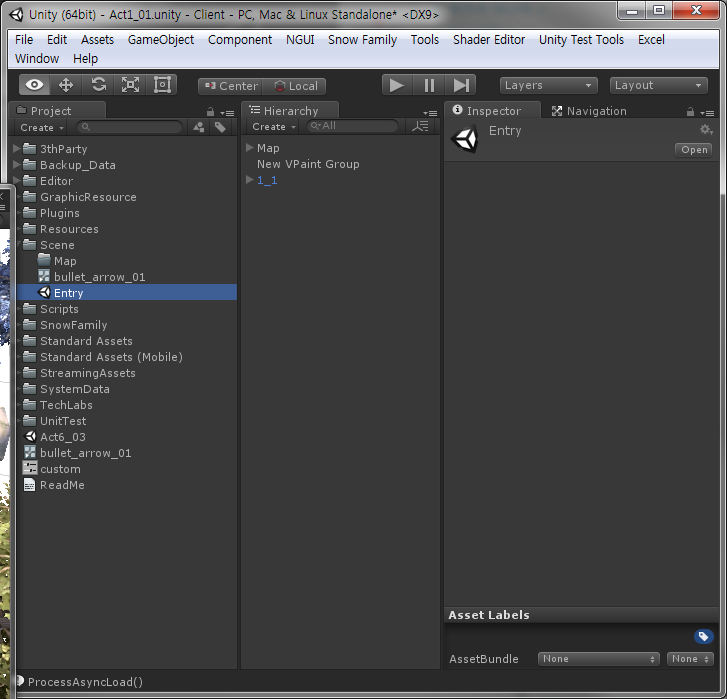 Unity (64bit) - Act1_01.unity - Client - PC, Mac & Linux Standalone* <DX9>
File Edit Assets GameObject Component NGUI Snow Family Tools Shader Editor Unity Test Tools Excel
Window Help
Center Local Layers Layout
Project
Create
3thParty
Backup_Data
Editor
GraphicResource
Plugins
Resources
Scene
Map
bullet_arrow_01
Entry
Scripts
SnowFamily
Standard Assets
Standard Assets (Mobile)
StreamingAssets
SystemData
TechLabs
UnitTest
Act6_03
bullet_arrow_01
custom
ReadMe
Hierarchy
Create All
Map
New VPaint Group
1_1
Inspector Navigation
Entry
Open
Asset Labels
AssetBundle None None
ProcessAsyncLoad()